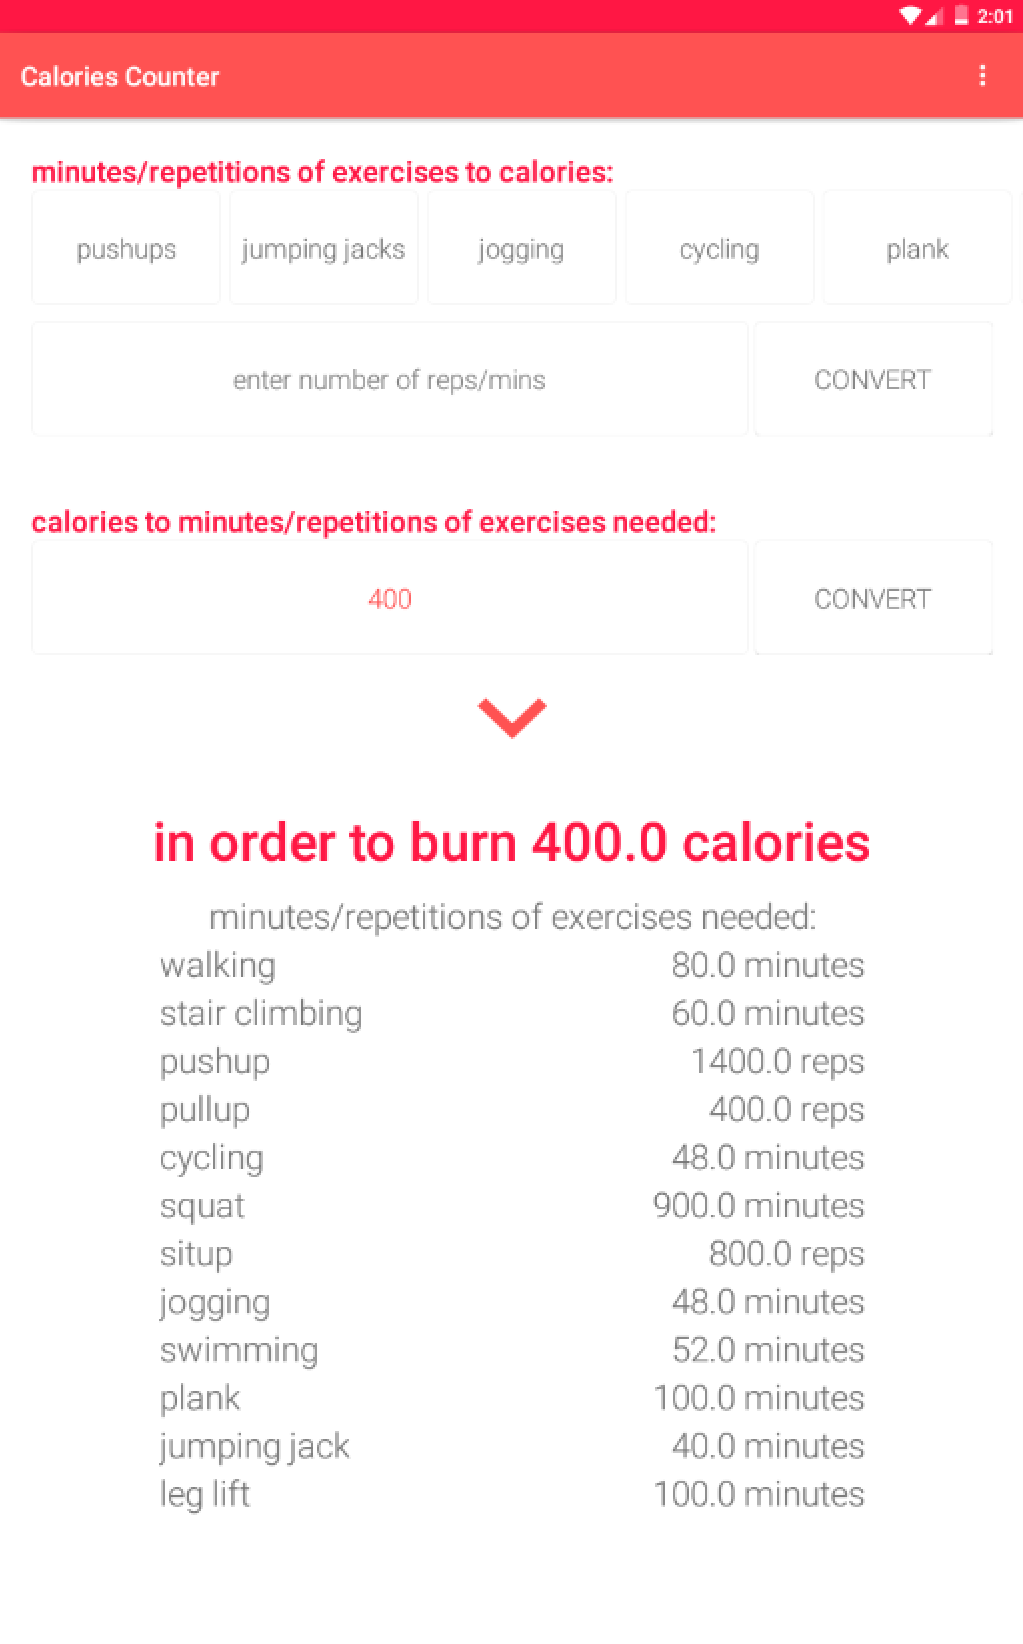 2:01
Calories Counter
minutes/repetitions of exercises to calories:
pushups jumping jacks jogging cycling plank
enter number of reps/mins CONVERT
calories to minutes/repetitions of exercises needed:
400 CONVERT
in order to burn 400.0 calories
minutes/repetitions of exercises needed:
walking 80.0 minutes
stair climbing 60.0 minutes
pushup 1400.0 reps
pullup 400.0 reps
cycling 48.0 minutes
squat 900.0 minutes
situp 800.0 reps
jogging 48.0 minutes
swimming 52.0 minutes
plank 100.0 minutes
jumping jack 40.0 minutes
leg lift 100.0 minutes